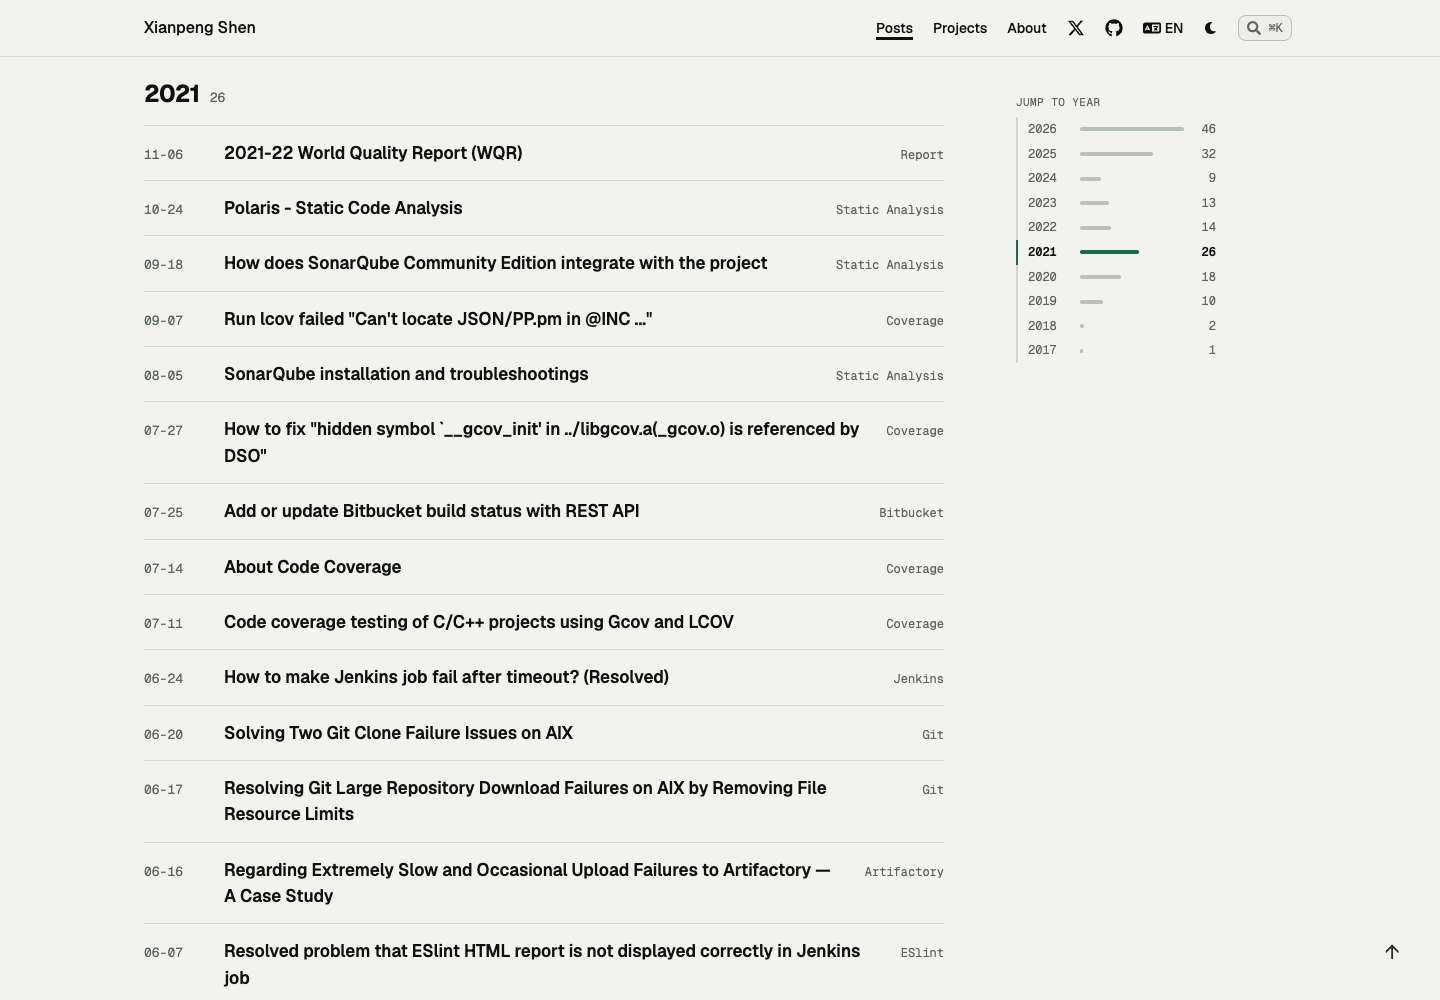 Xianpeng Shen
Posts
Projects
About
EN
⌘K
2021 26
11-06 2021-22 World Quality Report (WQR) Report
10-24 Polaris - Static Code Analysis Static Analysis
09-18 How does SonarQube Community Edition integrate with the project Static Analysis
09-07 Run lcov failed "Can't locate JSON/PP.pm in @INC ..." Coverage
08-05 SonarQube installation and troubleshootings Static Analysis
07-27 How to fix "hidden symbol `__gcov_init' in ../libgcov.a(_gcov.o) is referenced by Coverage
DSO"
07-25 Add or update Bitbucket build status with REST API Bitbucket
07-14 About Code Coverage Coverage
07-11 Code coverage testing of C/C++ projects using Gcov and LCOV Coverage
06-24 How to make Jenkins job fail after timeout? (Resolved) Jenkins
06-20 Solving Two Git Clone Failure Issues on AIX Git
06-17 Resolving Git Large Repository Download Failures on AIX by Removing File Git
Resource Limits
06-16 Regarding Extremely Slow and Occasional Upload Failures to Artifactory — Artifactory
A Case Study
06-07 Resolved problem that ESlint HTML report is not displayed correctly in Jenkins ESlint
job
JUMP TO YEAR
2026 46
2025 32
2024 9
2023 13
2022 14
2021 26
2020 18
2019 10
2018 2
2017 1